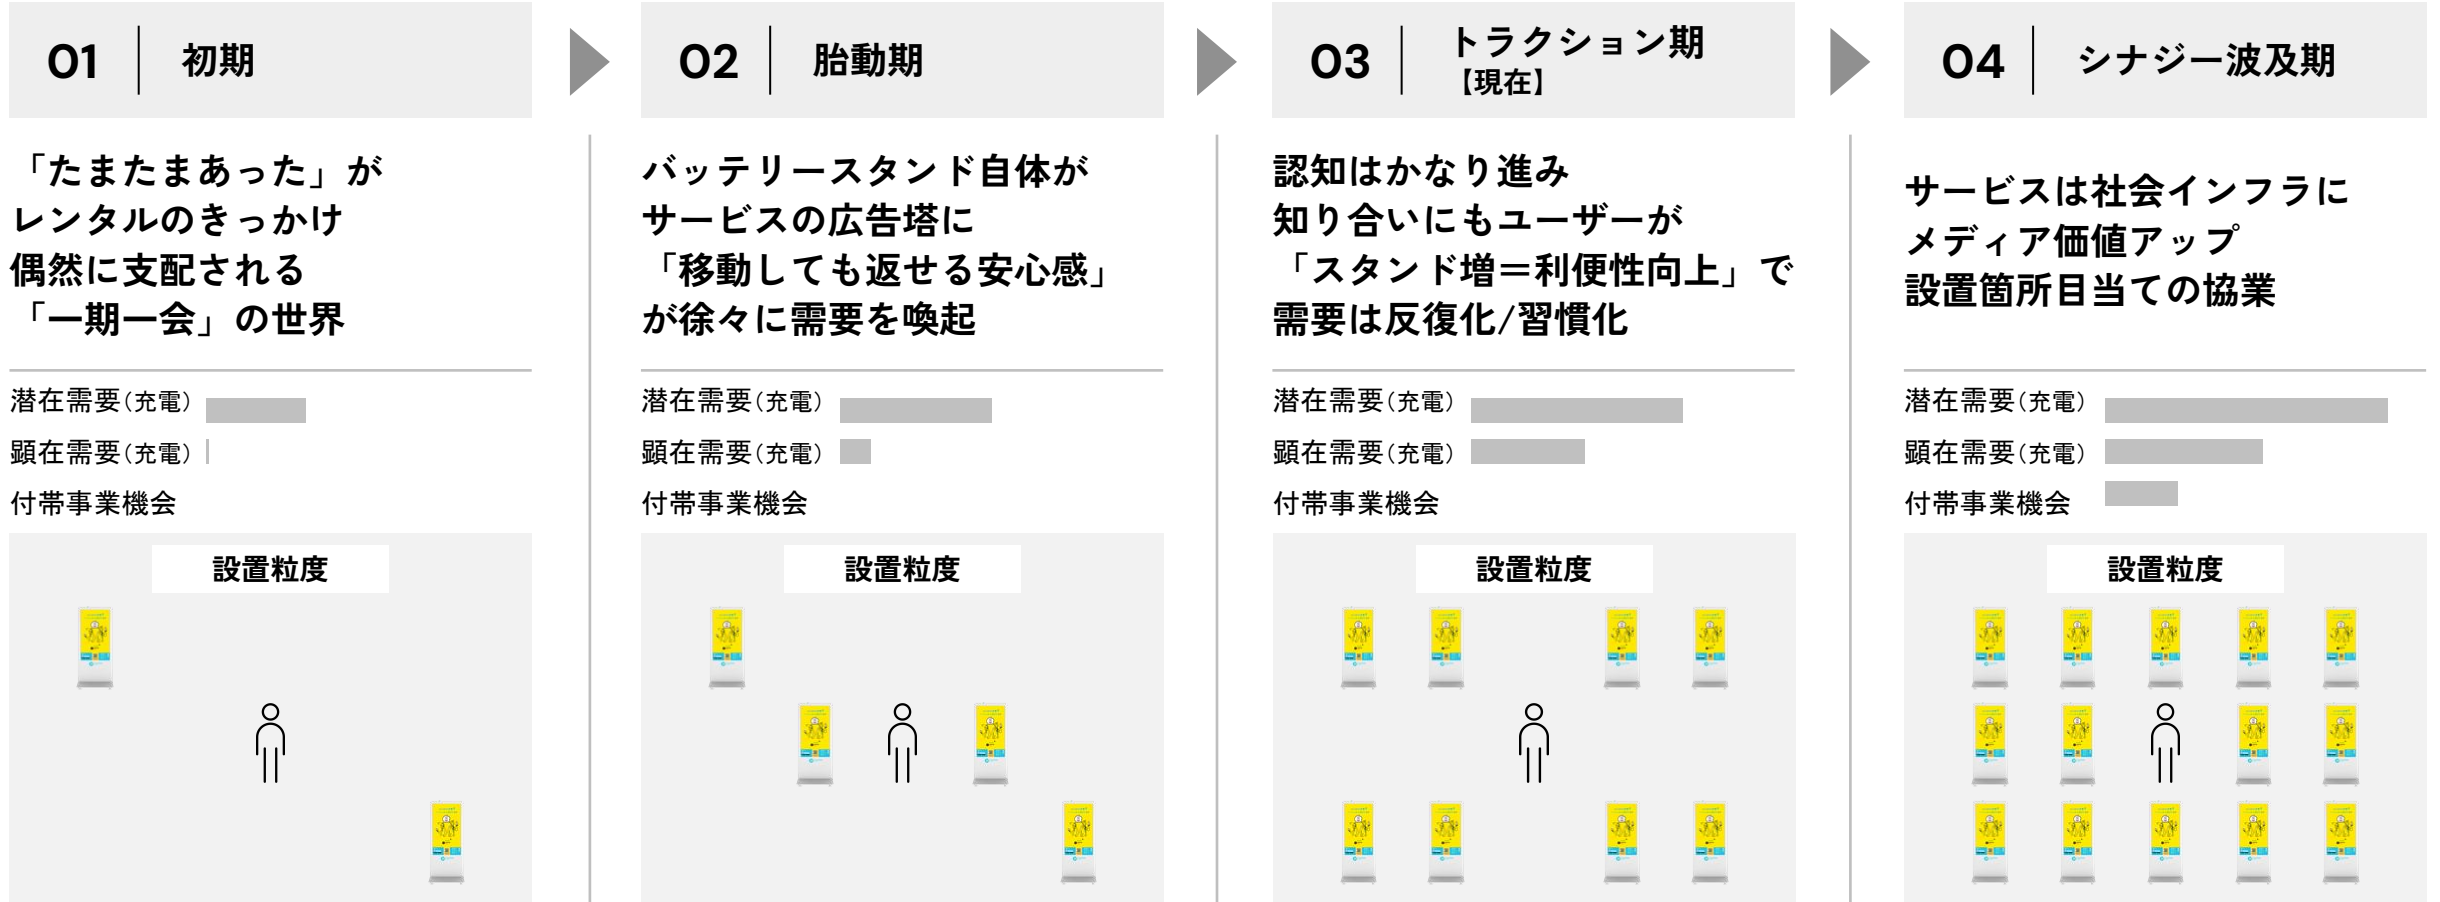 01 初期
「たまたまあった」が
レンタルのきっかけ
偶然に支配される
「一期一会」の世界
潜在需要(充電)
顕在需要(充電)
付帯事業機会
設置粒度
02 胎動期
バッテリースタンド自体が
サービスの広告塔に
「移動しても返せる安心感」
が徐々に需要を喚起
潜在需要(充電)
顕在需要(充電)
付帯事業機会
設置粒度
03 トラクション期
【現在】
認知はかなり進み
知り合いにもユーザーが
「スタンド増=利便性向上」で
需要は反復化/習慣化
潜在需要(充電)
顕在需要(充電)
付帯事業機会
設置粒度
04 シナジー波及期
サービスは社会インフラに
メディア価値アップ
設置箇所目当ての協業
潜在需要(充電)
顕在需要(充電)
付帯事業機会
設置粒度